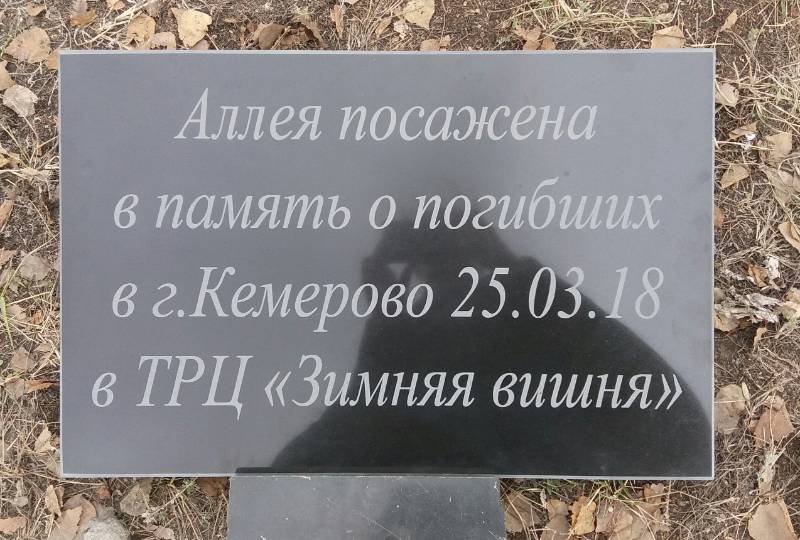 Аллея посажена
в память о погибших
в г.Кемерово 25.03.18
в ТРЦ «Зимняя вишня»